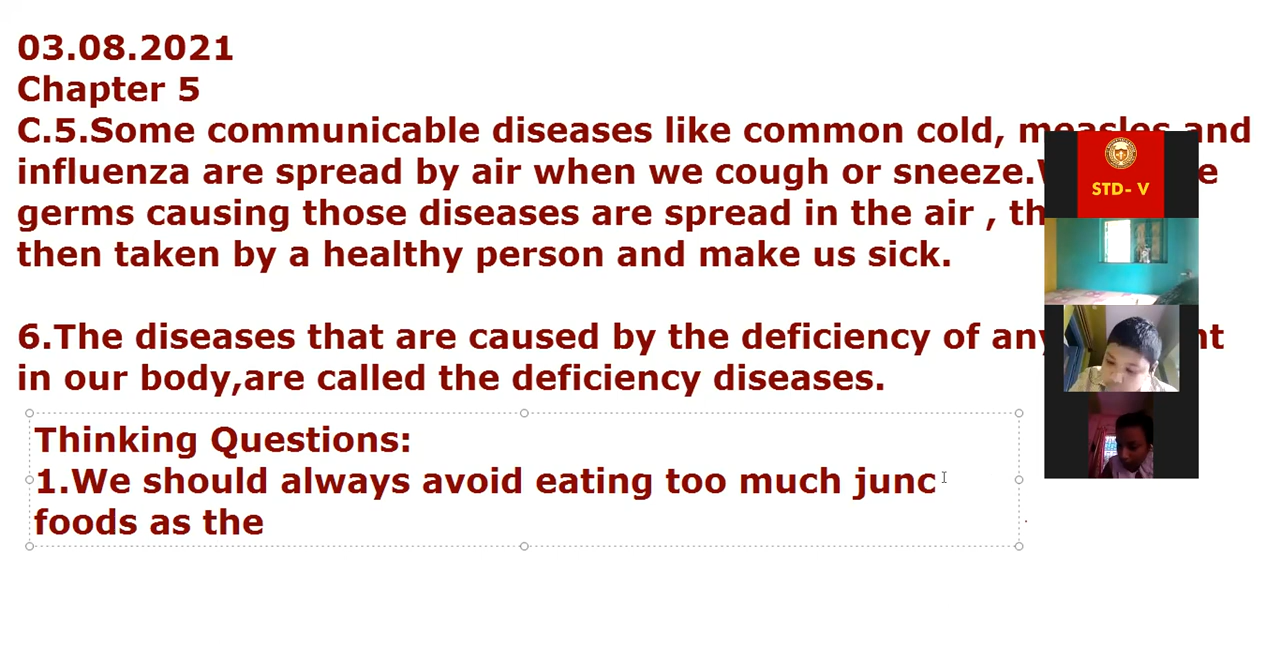 03.08.2021
Chapter 5
C.5.Some communicable diseases like common cold, measles and
influenza are spread by air when we cough or sneeze.
germs causing those diseases are spread in the air ,
then taken by a healthy person and make us sick.
6.The diseases that are caused by the deficiency of any
in our body,are called the deficiency diseases.
Thinking Questions:
1.We should always avoid eating too much junc
foods as the
STD- V